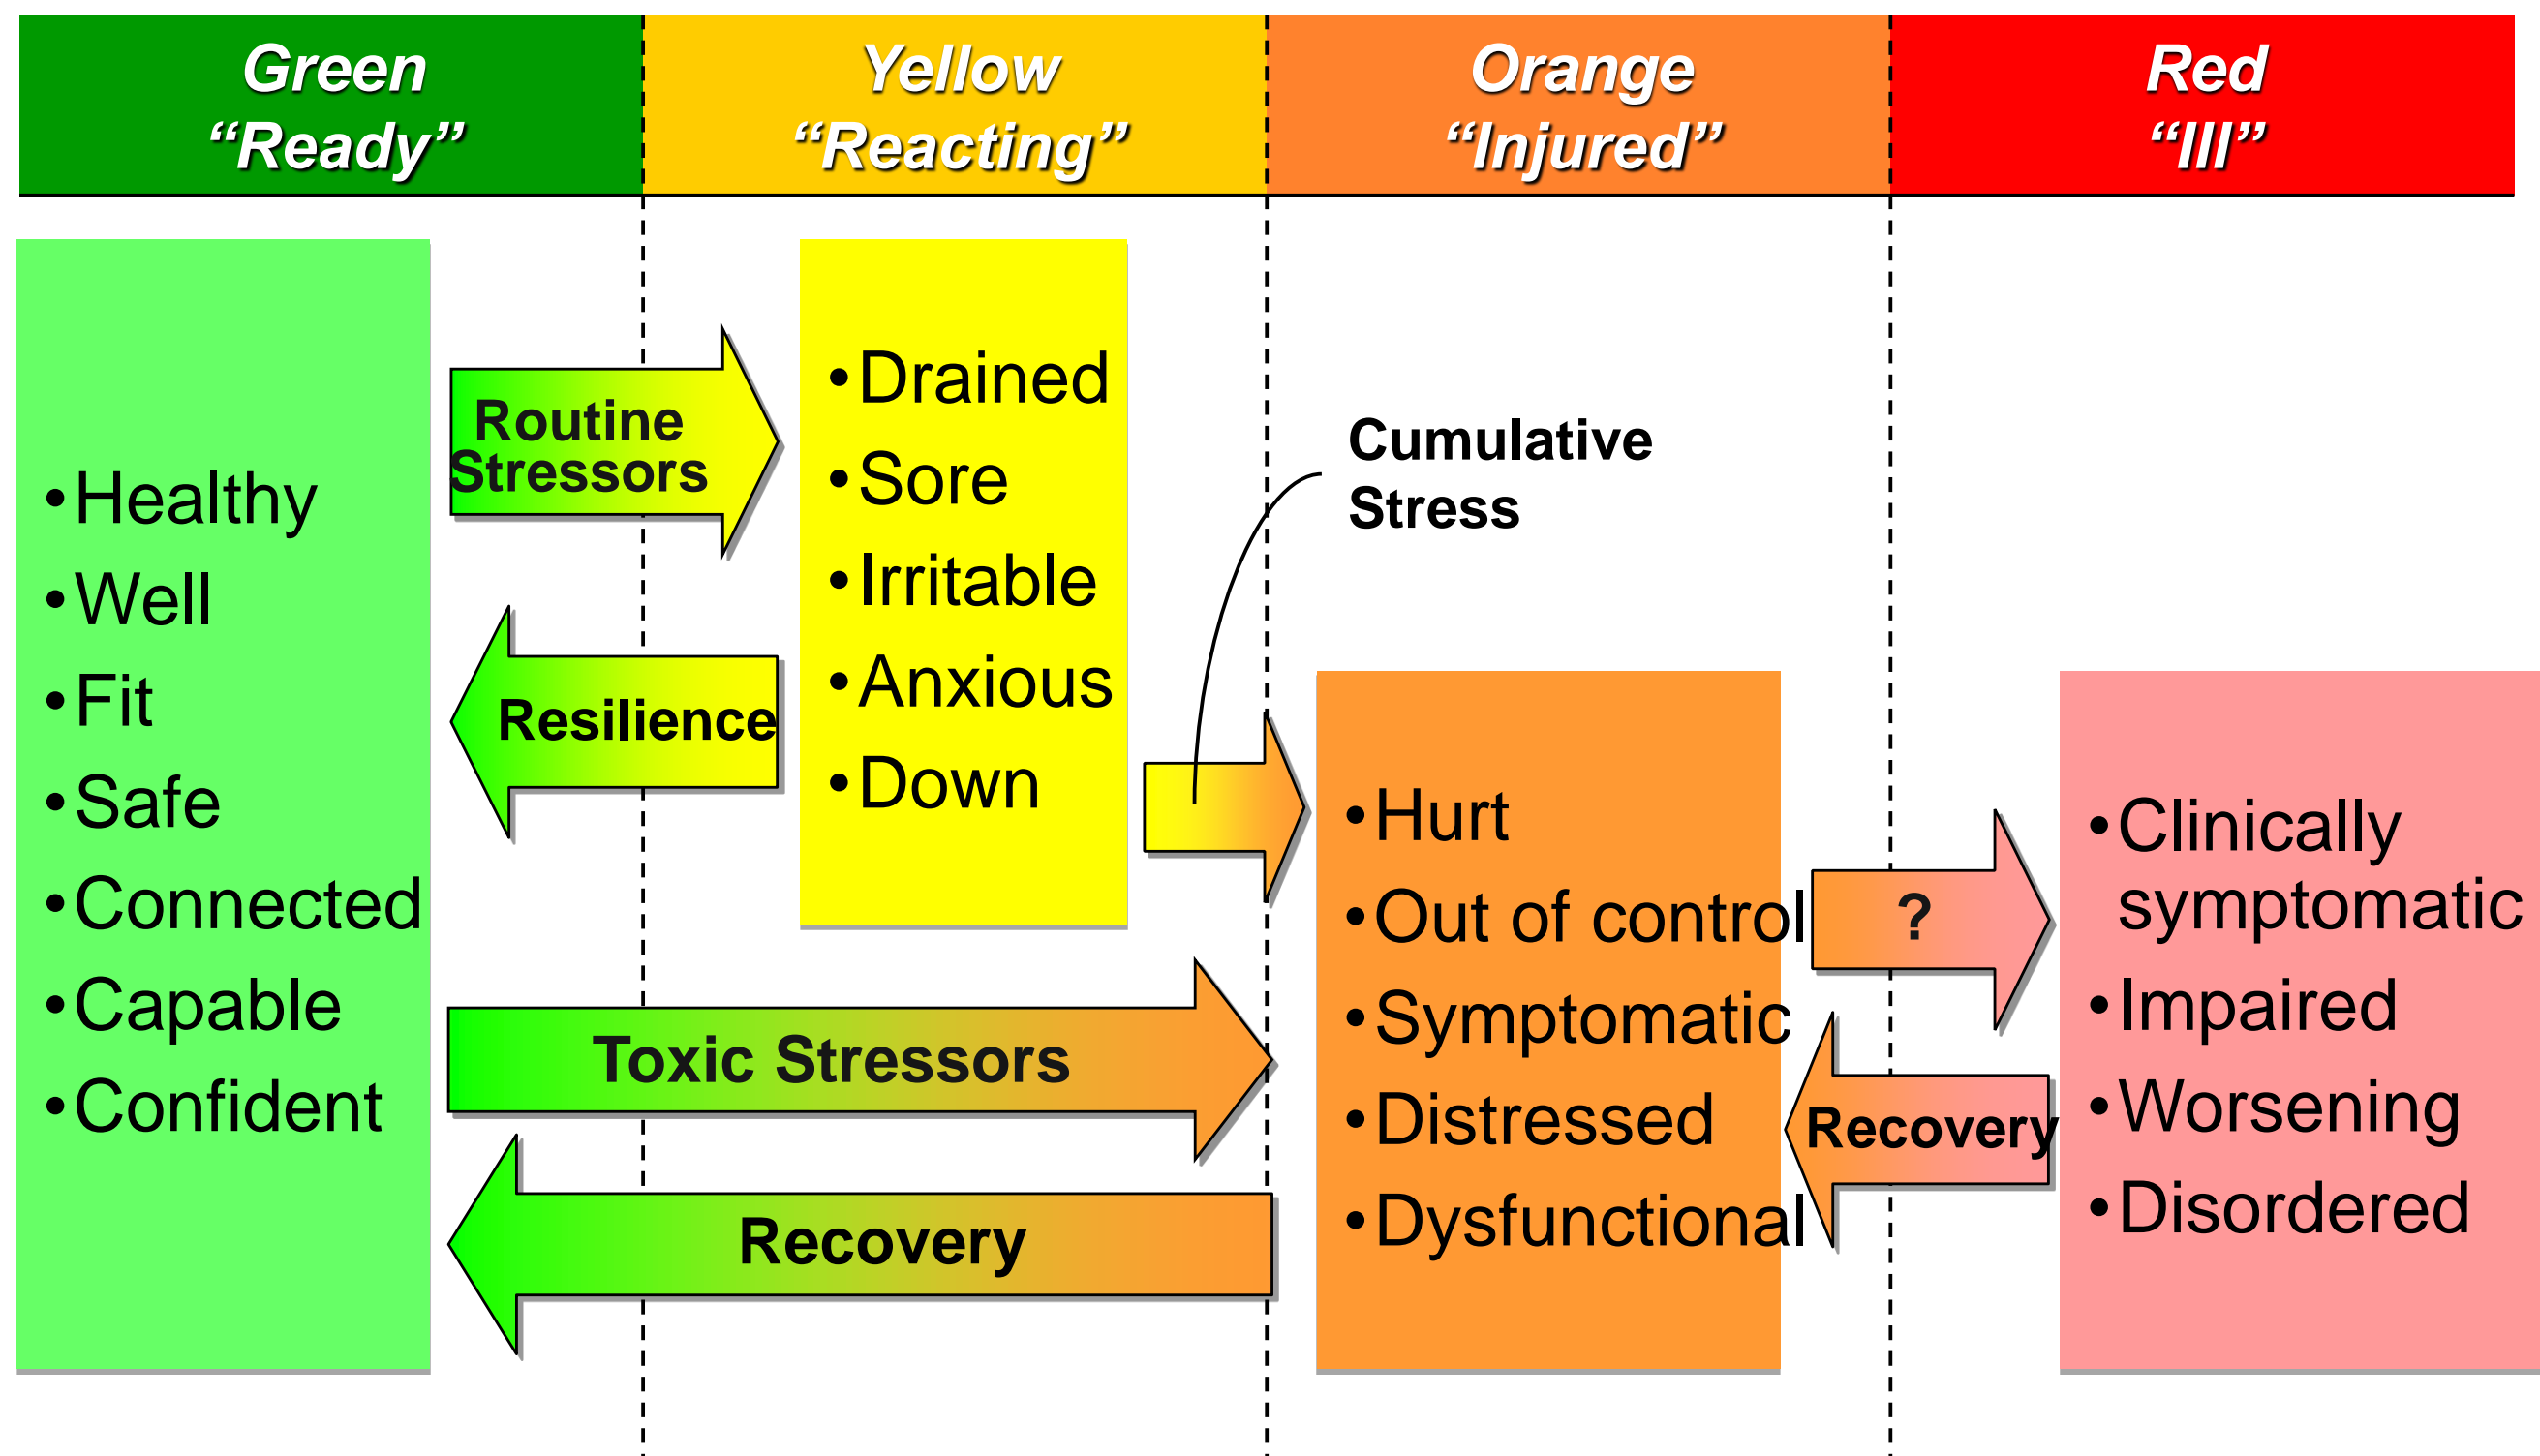 Green
“Ready”
Yellow
“Reacting”
Orange
“Injured”
Red
“Ill”
•Healthy
•Well
•Fit
•Safe
•Connected
•Capable
•Confident
Routine
Stressors
Resilience
•Drained
•Sore
•Irritable
•Anxious
•Down
Cumulative
Stress
Toxic Stressors
Recovery
•Hurt
•Out of control
•Symptomatic
•Distressed
•Dysfunctional
?
Recovery
•Clinically
symptomatic
•Impaired
•Worsening
•Disordered